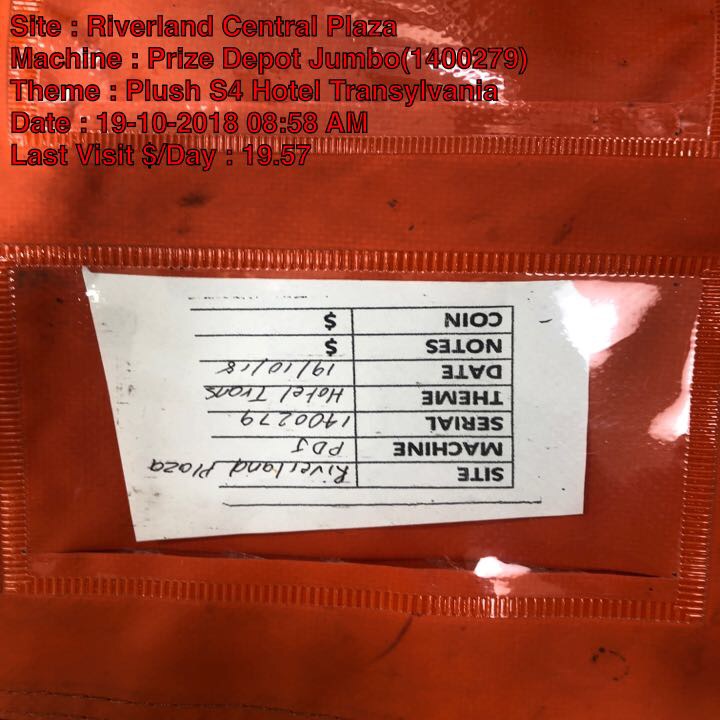 Site : Riverland Central Plaza
Machine : Prize Depot Jumbo(1400279)
Theme : Plush S4 Hotel Transylvania
Date : 19-10-2018 08:58 AM
Last Visit $/Day : 19.57
SITE Riverland Plaza
MACHINE PDJ
SERIAL 1400279
THEME Hotel Trans
DATE 19/10/18
NOTES $
COIN $